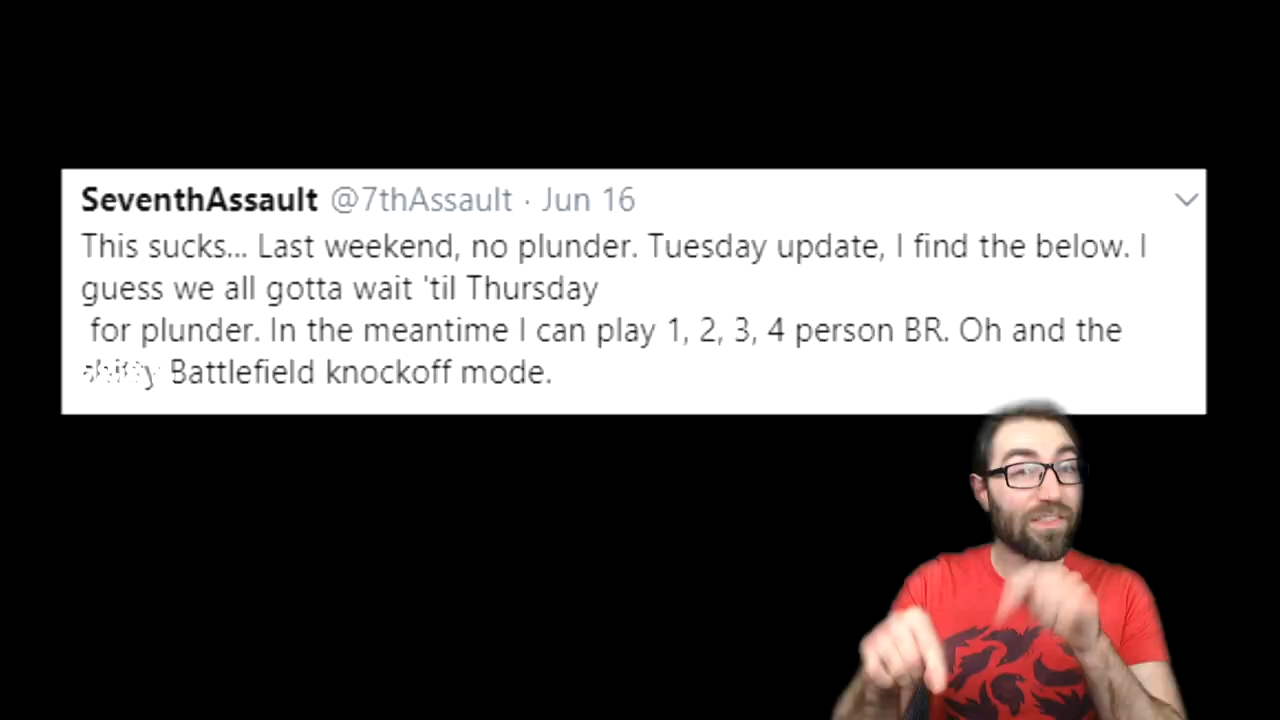 SeventhAssault @7thAssault · Jun 16
This sucks... Last weekend, no plunder. Tuesday update, I find the below. I
guess we all gotta wait 'til Thursday
for plunder. In the meantime I can play 1, 2, 3, 4 person BR. Oh and the
Battlefield knockoff mode.